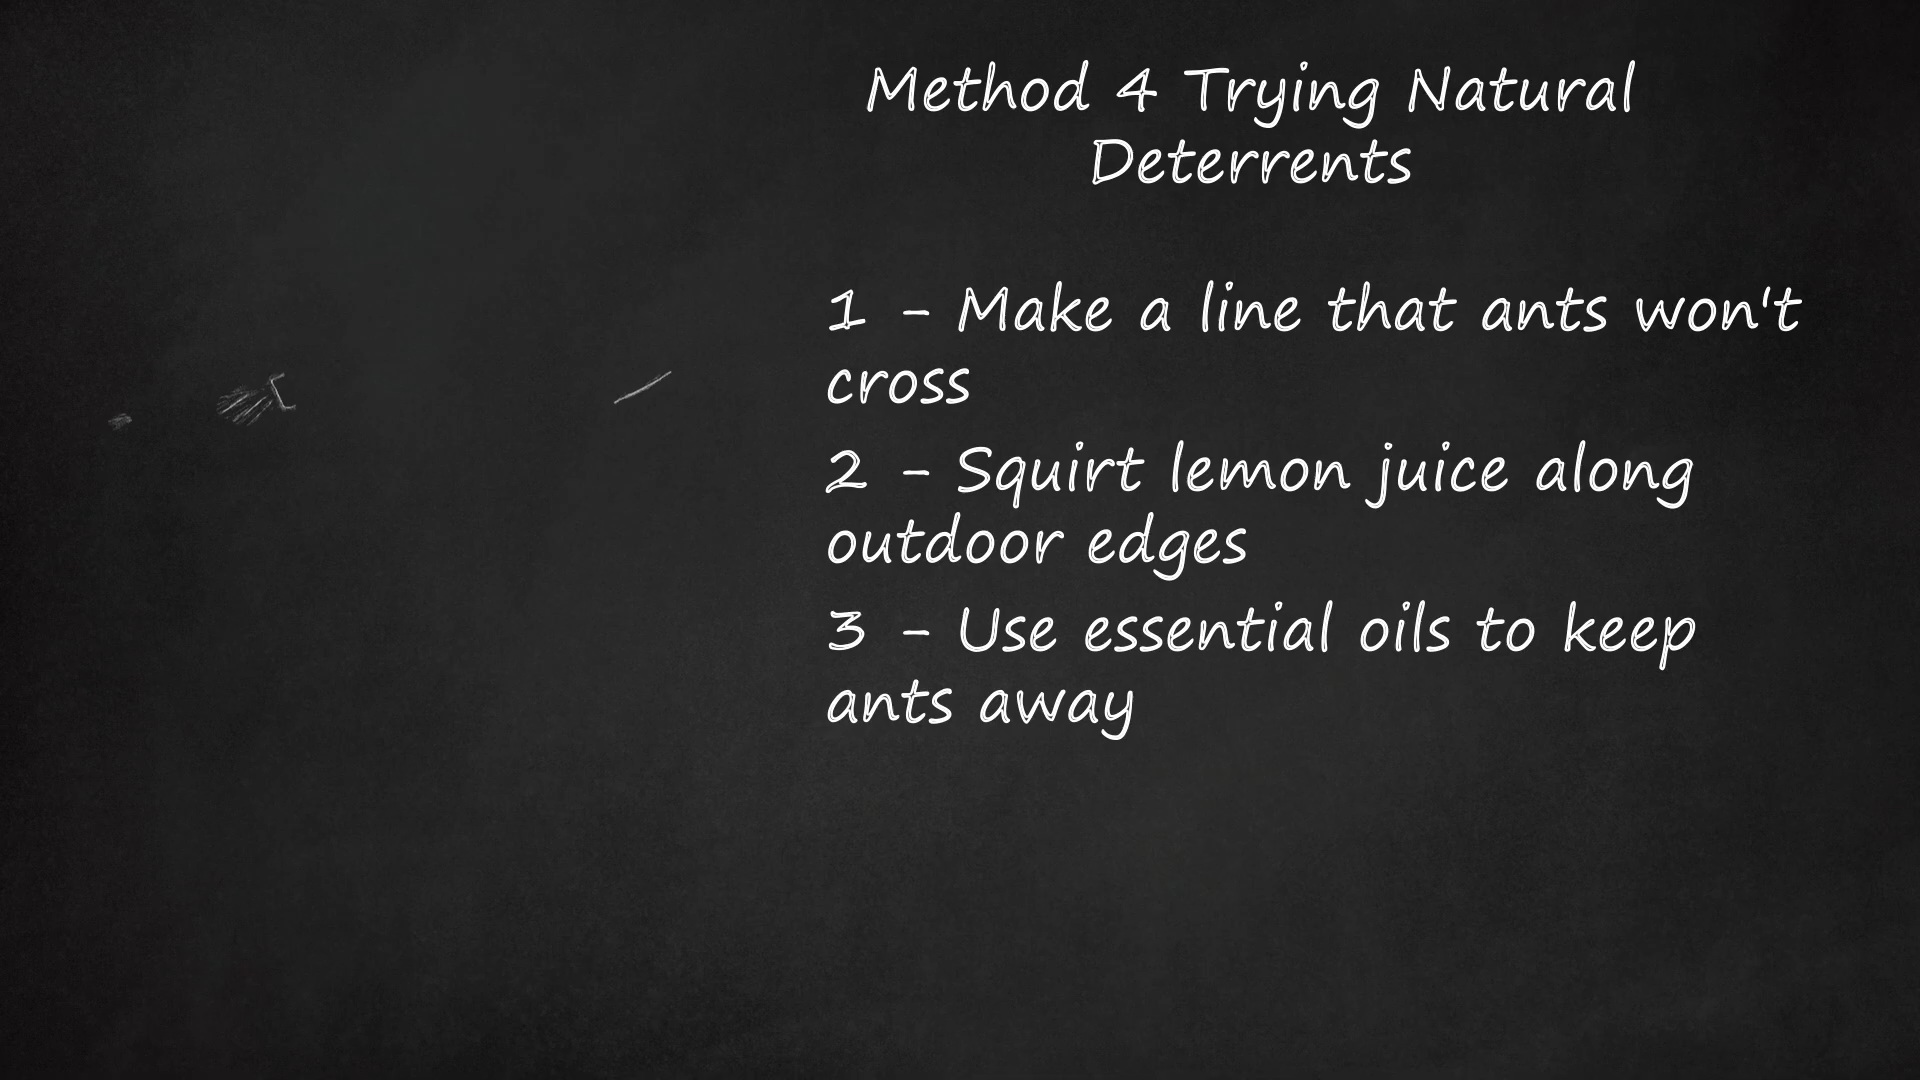 Method 4 Trying Natural
Deterrents
1 - Make a line that ants won't
cross
2 - Squirt lemon juice along
outdoor edges
3 - Use essential oils to keep
ants away